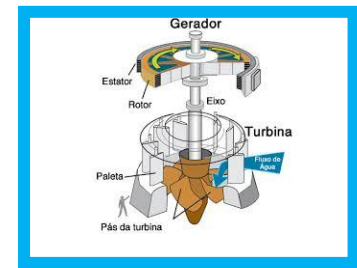 Gerador
Estator
Rotor
Eixo
Turbina
Fluxo de
Água
Paleta
Pás da turbina